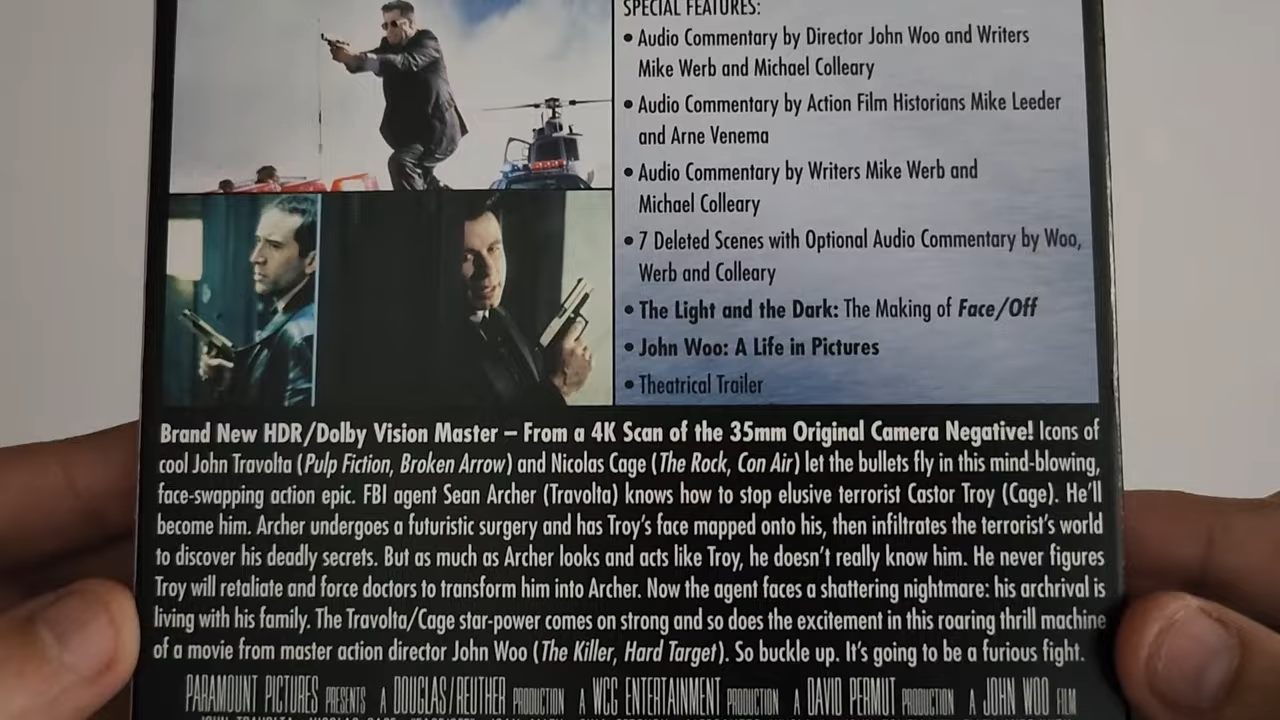 SPECIAL FEATURES:
• Audio Commentary by Director John Woo and Writers
Mike Werb and Michael Colleary
• Audio Commentary by Action Film Historians Mike Leeder
and Arne Venema
• Audio Commentary by Writers Mike Werb and
Michael Colleary
• 7 Deleted Scenes with Optional Audio Commentary by Woo,
Werb and Colleary
• The Light and the Dark: The Making of Face/Off
• John Woo: A Life in Pictures
• Theatrical Trailer
Brand New HDR/Dolby Vision Master – From a 4K Scan of the 35mm Original Camera Negative! Icons of
cool John Travolta (Pulp Fiction, Broken Arrow) and Nicolas Cage (The Rock, Con Air) let the bullets fly in this mind-blowing,
face-swapping action epic. FBI agent Sean Archer (Travolta) knows how to stop elusive terrorist Castor Troy (Cage). He'll
become him. Archer undergoes a futuristic surgery and has Troy's face mapped onto his, then infiltrates the terrorist's world
to discover his deadly secrets. But as much as Archer looks and acts like Troy, he doesn't really know him. He never figures
Troy will retaliate and force doctors to transform him into Archer. Now the agent faces a shattering nightmare: his archrival is
living with his family. The Travolta/Cage star-power comes on strong and so does the excitement in this roaring thrill machine
of a movie from master action director John Woo (The Killer, Hard Target). So buckle up. It's going to be a furious fight.
PARAMOUNT PICTURES PRESENTS A DOUGLAS/REUTHER PRODUCTION A WCG ENTERTAINMENT PRODUCTION A DAVID PERMUT PRODUCTION A JOHN WOO FILM